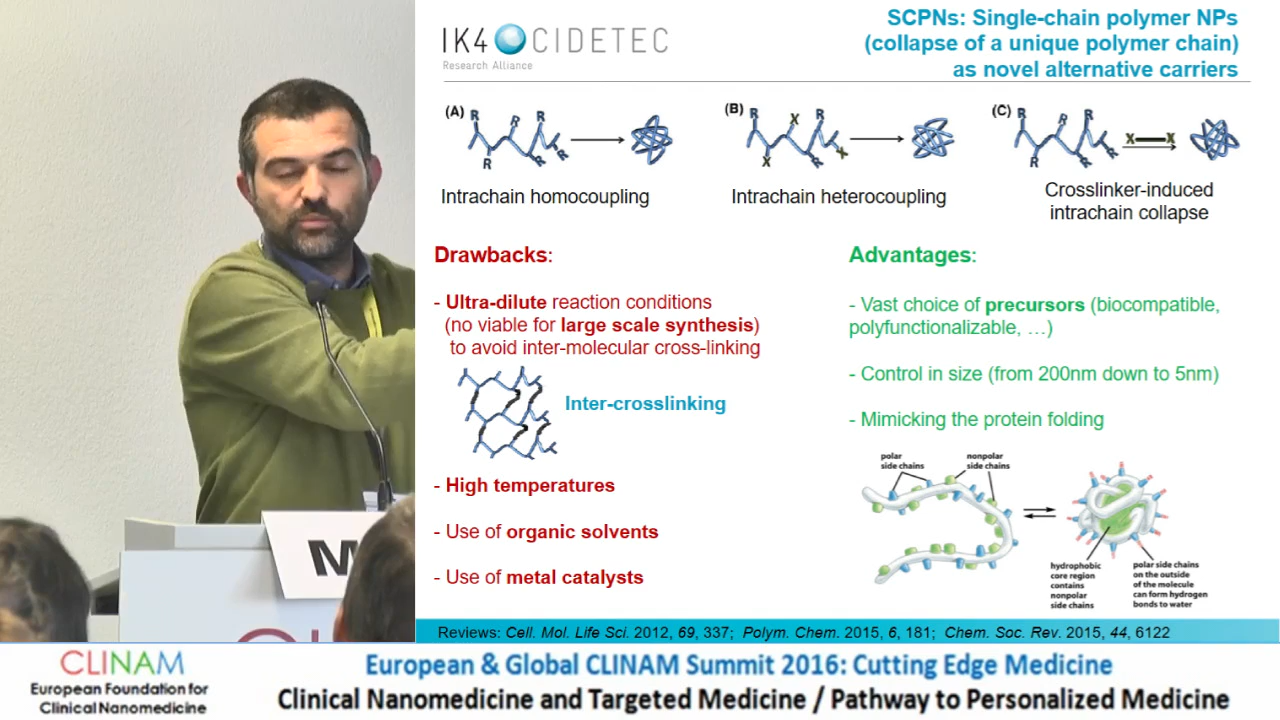 IK4 CIDETEC
Research Alliance
SCPNs: Single-chain polymer NPs
(collapse of a unique polymer chain)
as novel alternative carriers
(A) R R R R R R
(B) R X R X R X
(C) R R R R R R X X
Intrachain homocoupling
Intrachain heterocoupling
Crosslinker-induced
intrachain collapse
Drawbacks:
- Ultra-dilute reaction conditions
(no viable for large scale synthesis)
to avoid inter-molecular cross-linking
Inter-crosslinking
- High temperatures
- Use of organic solvents
- Use of metal catalysts
Advantages:
- Vast choice of precursors (biocompatible,
polyfunctionalizable, …)
- Control in size (from 200nm down to 5nm)
- Mimicking the protein folding
polar
side chains
nonpolar
side chains
hydrophobic
core region
contains
nonpolar
side chains
polar side chains
on the outside
of the molecule
can form hydrogen
bonds to water
Reviews: Cell. Mol. Life Sci. 2012, 69, 337; Polym. Chem. 2015, 6, 181; Chem. Soc. Rev. 2015, 44, 6122
M
CLINAM
European Foundation for
Clinical Nanomedicine
European & Global CLINAM Summit 2016: Cutting Edge Medicine
Clinical Nanomedicine and Targeted Medicine / Pathway to Personalized Medicine